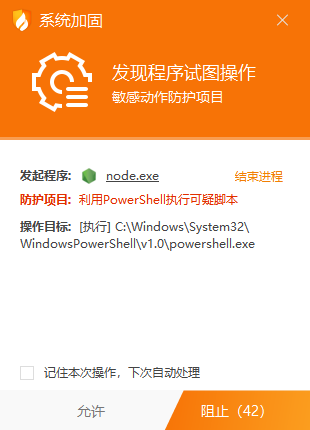 系统加固
发现程序试图操作
敏感动作防护项目
发起程序: node.exe 结束进程
防护项目: 利用PowerShell执行可疑脚本
操作目标: [执行] C:\Windows\System32\
WindowsPowerShell\v1.0\powershell.exe
记住本次操作，下次自动处理
允许 阻止（42）